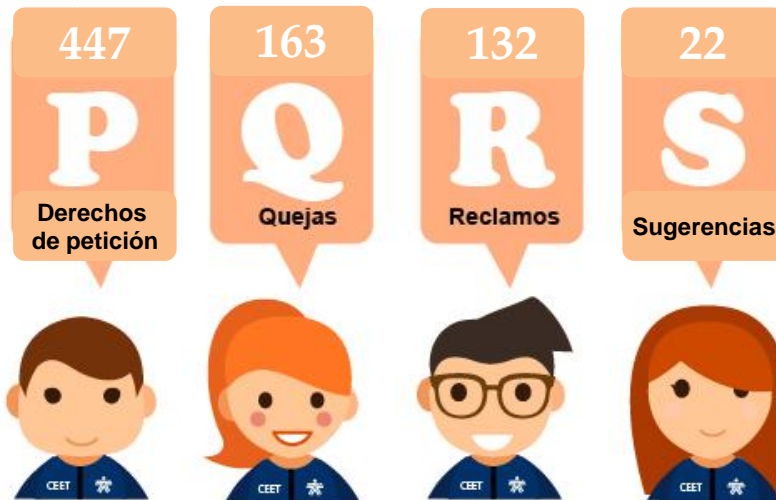 447
P
Derechos
de petición
163
Q
Quejas
132
R
Reclamos
22
S
Sugerencias
CEET
CEET
CEET
CEET